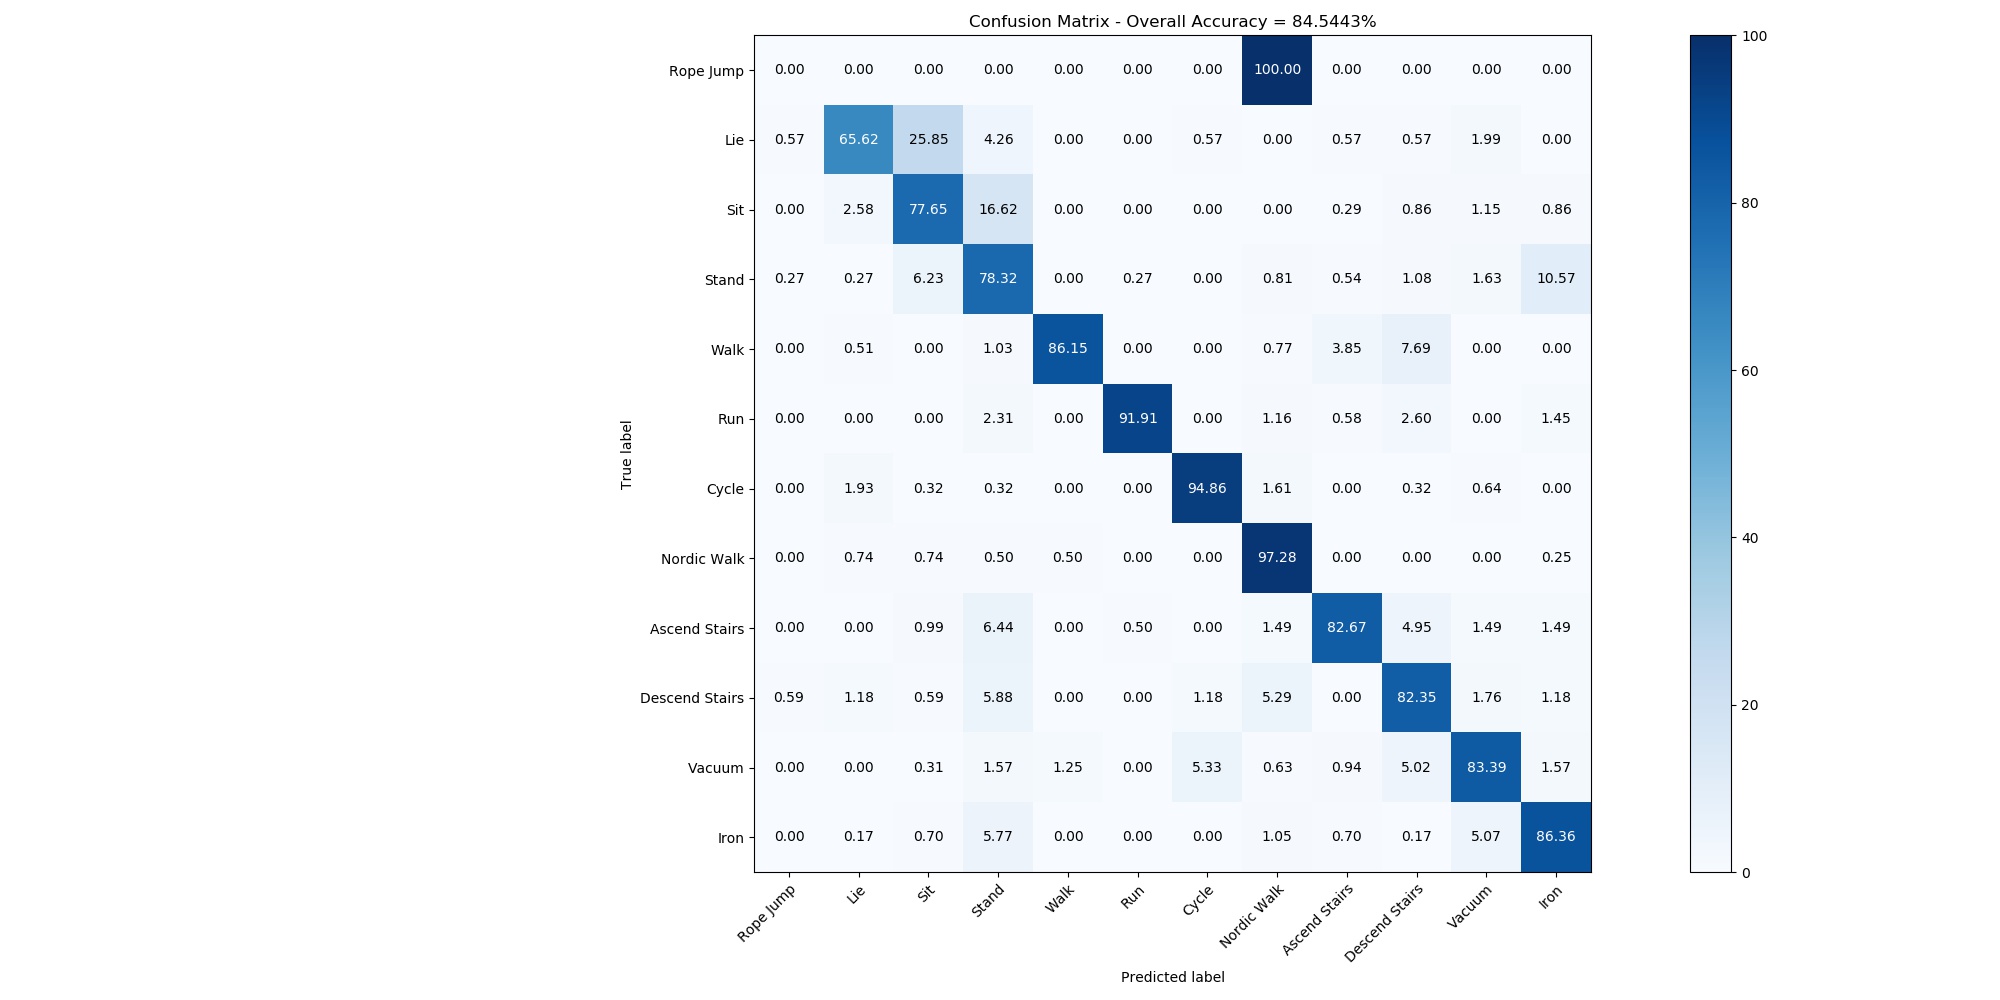 Confusion Matrix - Overall Accuracy = 84.5443%
Rope Jump 0.00 0.00 0.00 0.00 0.00 0.00 0.00 100.00 0.00 0.00 0.00 0.00
Lie 0.57 65.62 25.85 4.26 0.00 0.00 0.57 0.00 0.57 0.57 1.99 0.00
Sit 0.00 2.58 77.65 16.62 0.00 0.00 0.00 0.00 0.29 0.86 1.15 0.86
Stand 0.27 0.27 6.23 78.32 0.00 0.27 0.00 0.81 0.54 1.08 1.63 10.57
Walk 0.00 0.51 0.00 1.03 86.15 0.00 0.00 0.77 3.85 7.69 0.00 0.00
Run 0.00 0.00 0.00 2.31 0.00 91.91 0.00 1.16 0.58 2.60 0.00 1.45
Cycle 0.00 1.93 0.32 0.32 0.00 0.00 94.86 1.61 0.00 0.32 0.64 0.00
Nordic Walk 0.00 0.74 0.74 0.50 0.50 0.00 0.00 97.28 0.00 0.00 0.00 0.25
Ascend Stairs 0.00 0.00 0.99 6.44 0.00 0.50 0.00 1.49 82.67 4.95 1.49 1.49
Descend Stairs 0.59 1.18 0.59 5.88 0.00 0.00 1.18 5.29 0.00 82.35 1.76 1.18
Vacuum 0.00 0.00 0.31 1.57 1.25 0.00 5.33 0.63 0.94 5.02 83.39 1.57
Iron 0.00 0.17 0.70 5.77 0.00 0.00 0.00 1.05 0.70 0.17 5.07 86.36
Rope Jump Lie Sit Stand Walk Run Cycle Nordic Walk Ascend Stairs Descend Stairs Vacuum Iron
True label
Predicted label
100
80
60
40
20
0